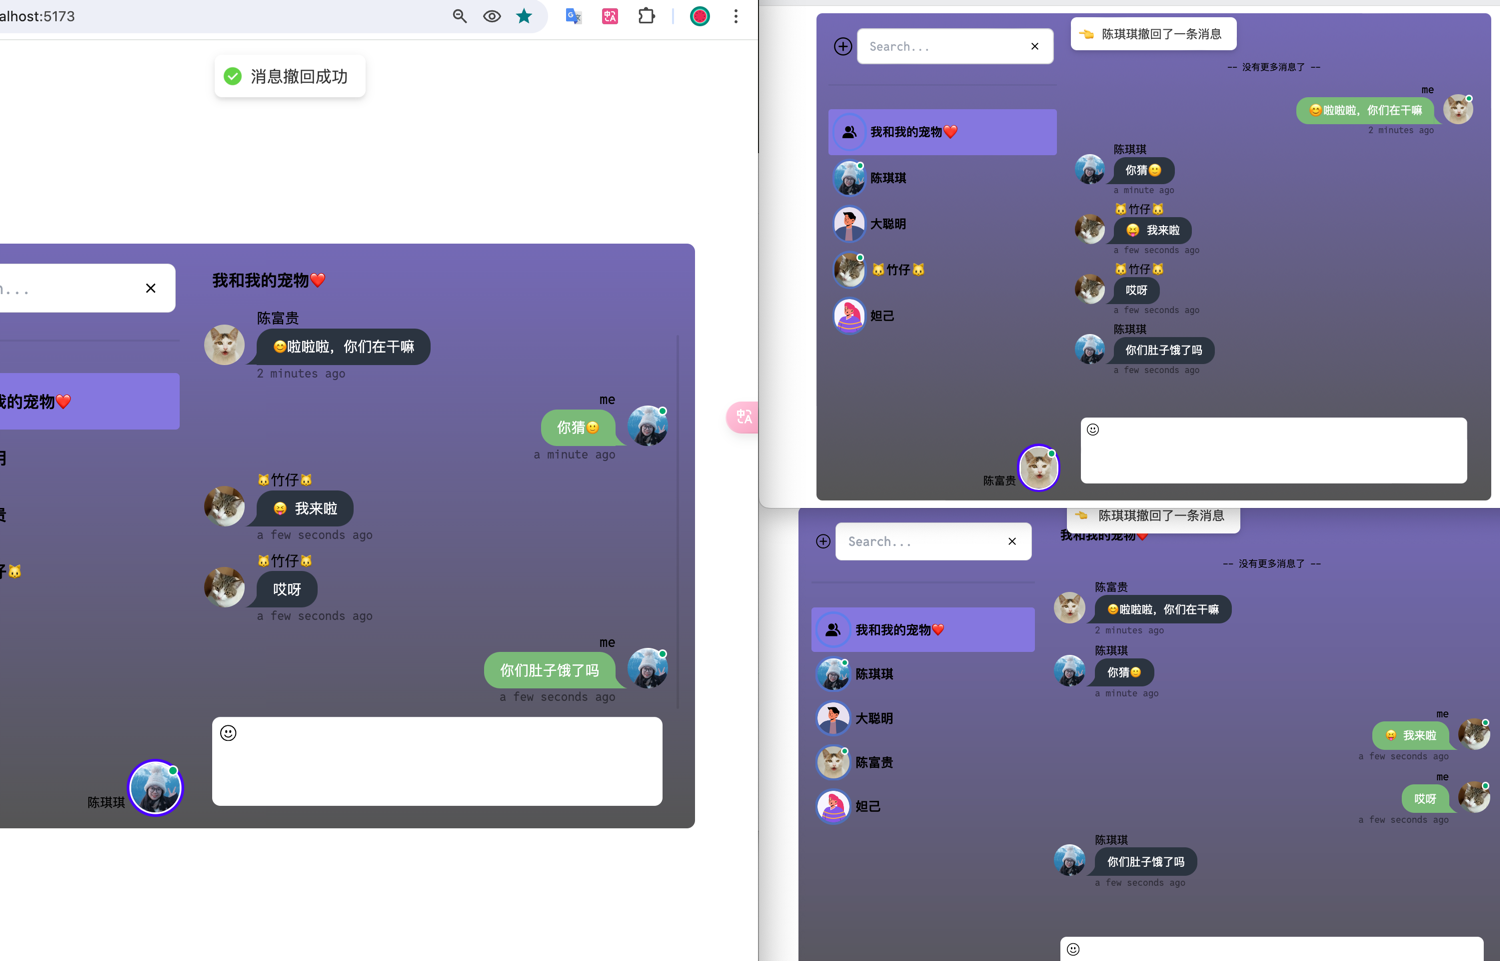 alhost:5173
消息撤回成功
我和我的宠物❤️
陈富贵
😊啦啦啦，你们在干嘛
2 minutes ago
的宠物❤️
me
你猜🙂
a minute ago
🐱竹仔🐱
😝 我来啦
a few seconds ago
🐱竹仔🐱
哎呀
a few seconds ago
me
你们肚子饿了吗
a few seconds ago
陈琪琪
Search...
👈 陈琪琪撤回了一条消息
-- 没有更多消息了 --
我和我的宠物❤️
陈琪琪
大聪明
🐱竹仔🐱
妲己
me
😊啦啦啦，你们在干嘛
2 minutes ago
陈琪琪
你猜🙂
a minute ago
🐱竹仔🐱
😝 我来啦
a few seconds ago
🐱竹仔🐱
哎呀
a few seconds ago
陈琪琪
你们肚子饿了吗
a few seconds ago
陈富贵
Search...
👈 陈琪琪撤回了一条消息
我和我的宠物❤️
-- 没有更多消息了 --
我和我的宠物❤️
陈琪琪
大聪明
陈富贵
妲己
陈富贵
😊啦啦啦，你们在干嘛
2 minutes ago
陈琪琪
你猜🙂
a minute ago
me
😝 我来啦
a few seconds ago
me
哎呀
a few seconds ago
陈琪琪
你们肚子饿了吗
a few seconds ago